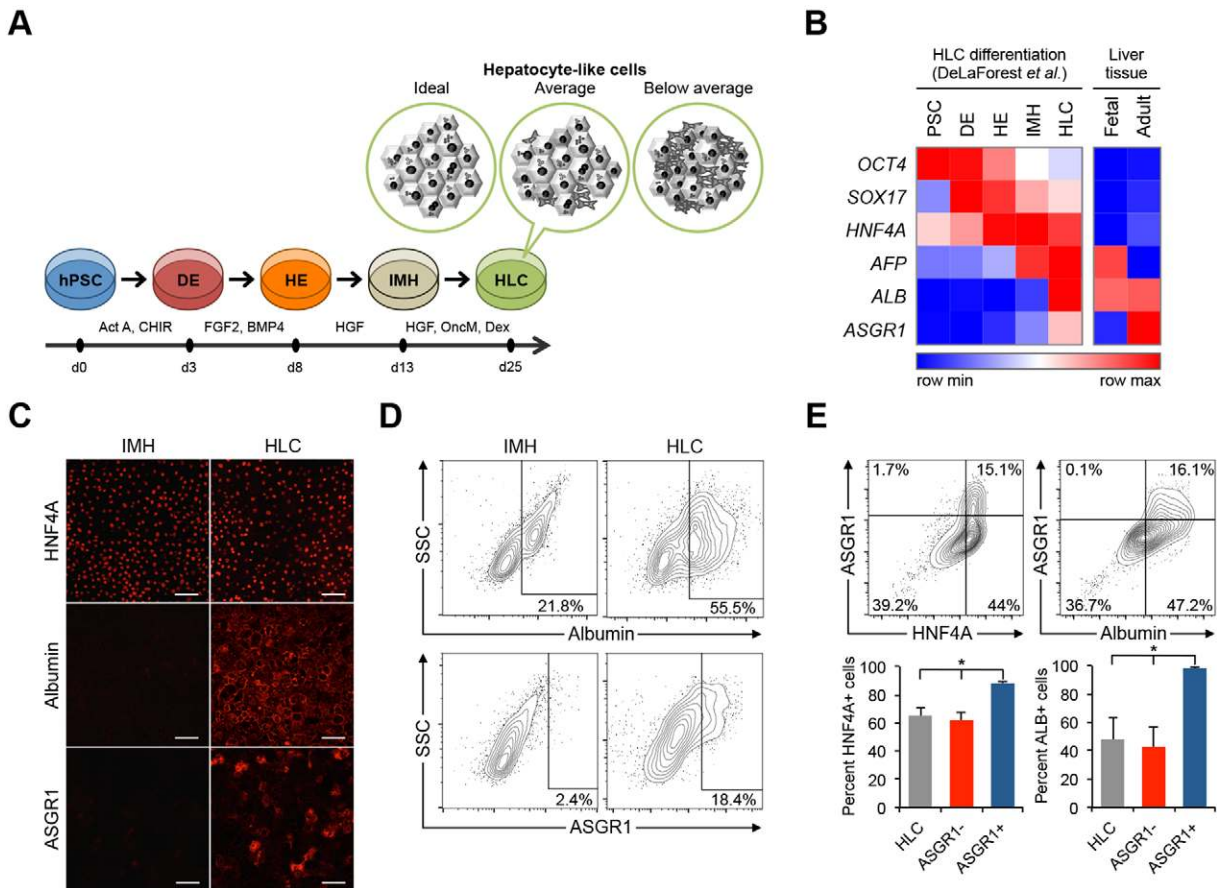 A
Hepatocyte-like cells
Ideal
Average
Below average
hPSC
DE
HE
IMH
HLC
Act A, CHIR
FGF2, BMP4
HGF
HGF, OncM, Dex
d0
d3
d8
d13
d25
B
HLC differentiation
(DeLaForest et al.)
Liver
tissue
PSC
DE
HE
IMH
HLC
Fetal
Adult
OCT4
SOX17
HNF4A
AFP
ALB
ASGR1
row min
row max
C
IMH
HLC
HNF4A
Albumin
ASGR1
D
IMH
HLC
SSC
21.8%
55.5%
Albumin
SSC
2.4%
18.4%
ASGR1
E
1.7%
15.1%
ASGR1
39.2%
44%
HNF4A
0.1%
16.1%
ASGR1
36.7%
47.2%
Albumin
Percent HNF4A+ cells
100
80
60
40
20
0
*
HLC
ASGR1-
ASGR1+
Percent ALB+ cells
100
80
60
40
20
0
*
HLC
ASGR1-
ASGR1+